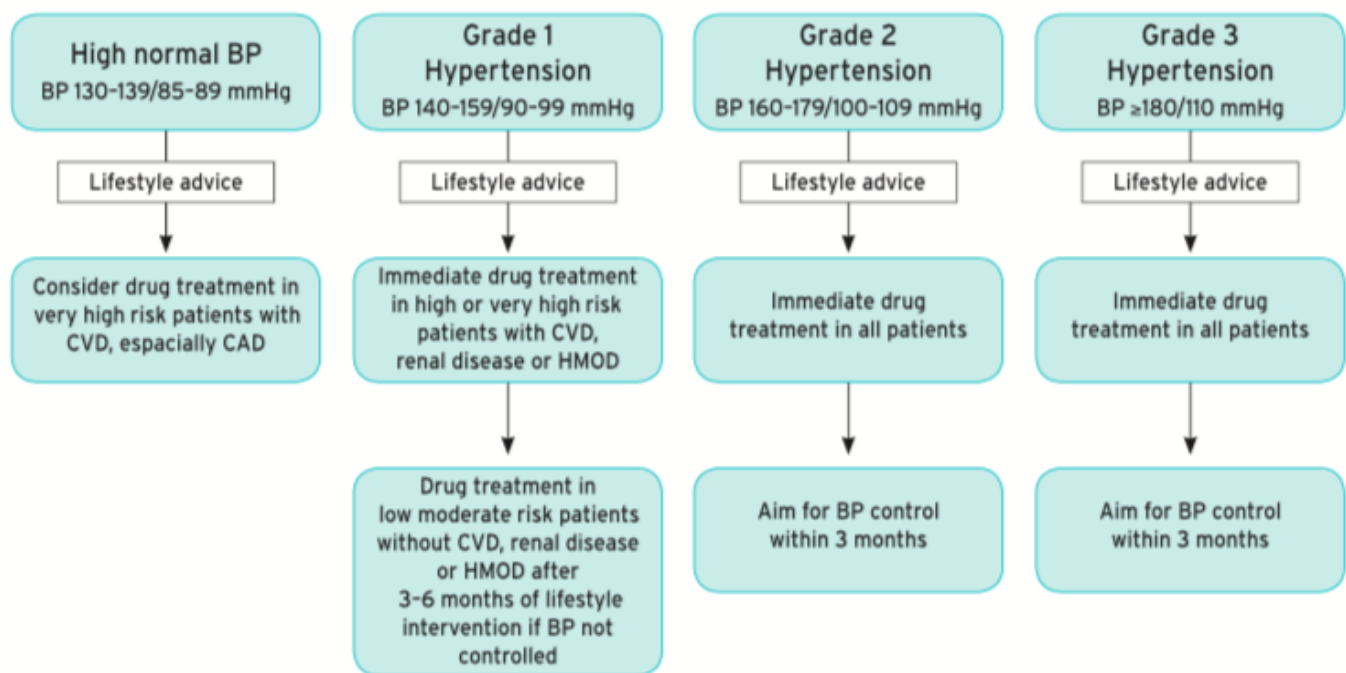 High normal BP
BP 130-139/85-89 mmHg
Lifestyle advice
Consider drug treatment in
very high risk patients with
CVD, espacially CAD
Grade 1
Hypertension
BP 140-159/90-99 mmHg
Lifestyle advice
Immediate drug treatment
in high or very high risk
patients with CVD,
renal disease or HMOD
Drug treatment in
low moderate risk patients
without CVD, renal disease
or HMOD after
3-6 months of lifestyle
intervention if BP not
controlled
Grade 2
Hypertension
BP 160-179/100-109 mmHg
Lifestyle advice
Immediate drug
treatment in all patients
Aim for BP control
within 3 months
Grade 3
Hypertension
BP ≥180/110 mmHg
Lifestyle advice
Immediate drug
treatment in all patients
Aim for BP control
within 3 months